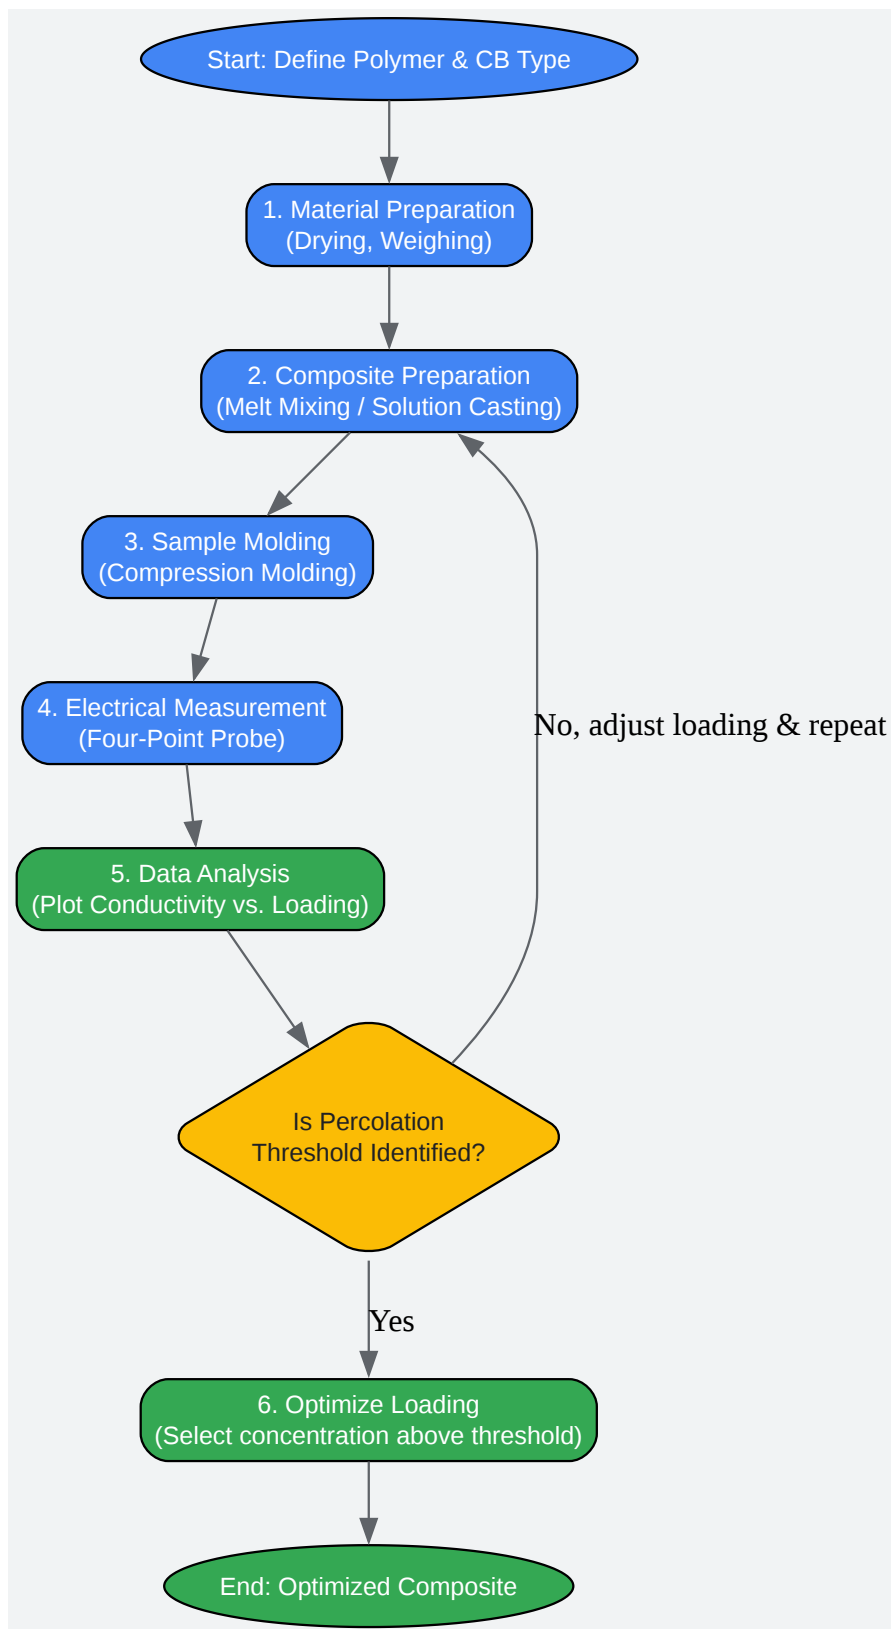 Start: Define Polymer & CB Type
1. Material Preparation
(Drying, Weighing)
2. Composite Preparation
(Melt Mixing / Solution Casting)
3. Sample Molding
(Compression Molding)
4. Electrical Measurement
(Four-Point Probe)
No, adjust loading & repeat
5. Data Analysis
(Plot Conductivity vs. Loading)
Is Percolation
Threshold Identified?
Yes
6. Optimize Loading
(Select concentration above threshold)
End: Optimized Composite